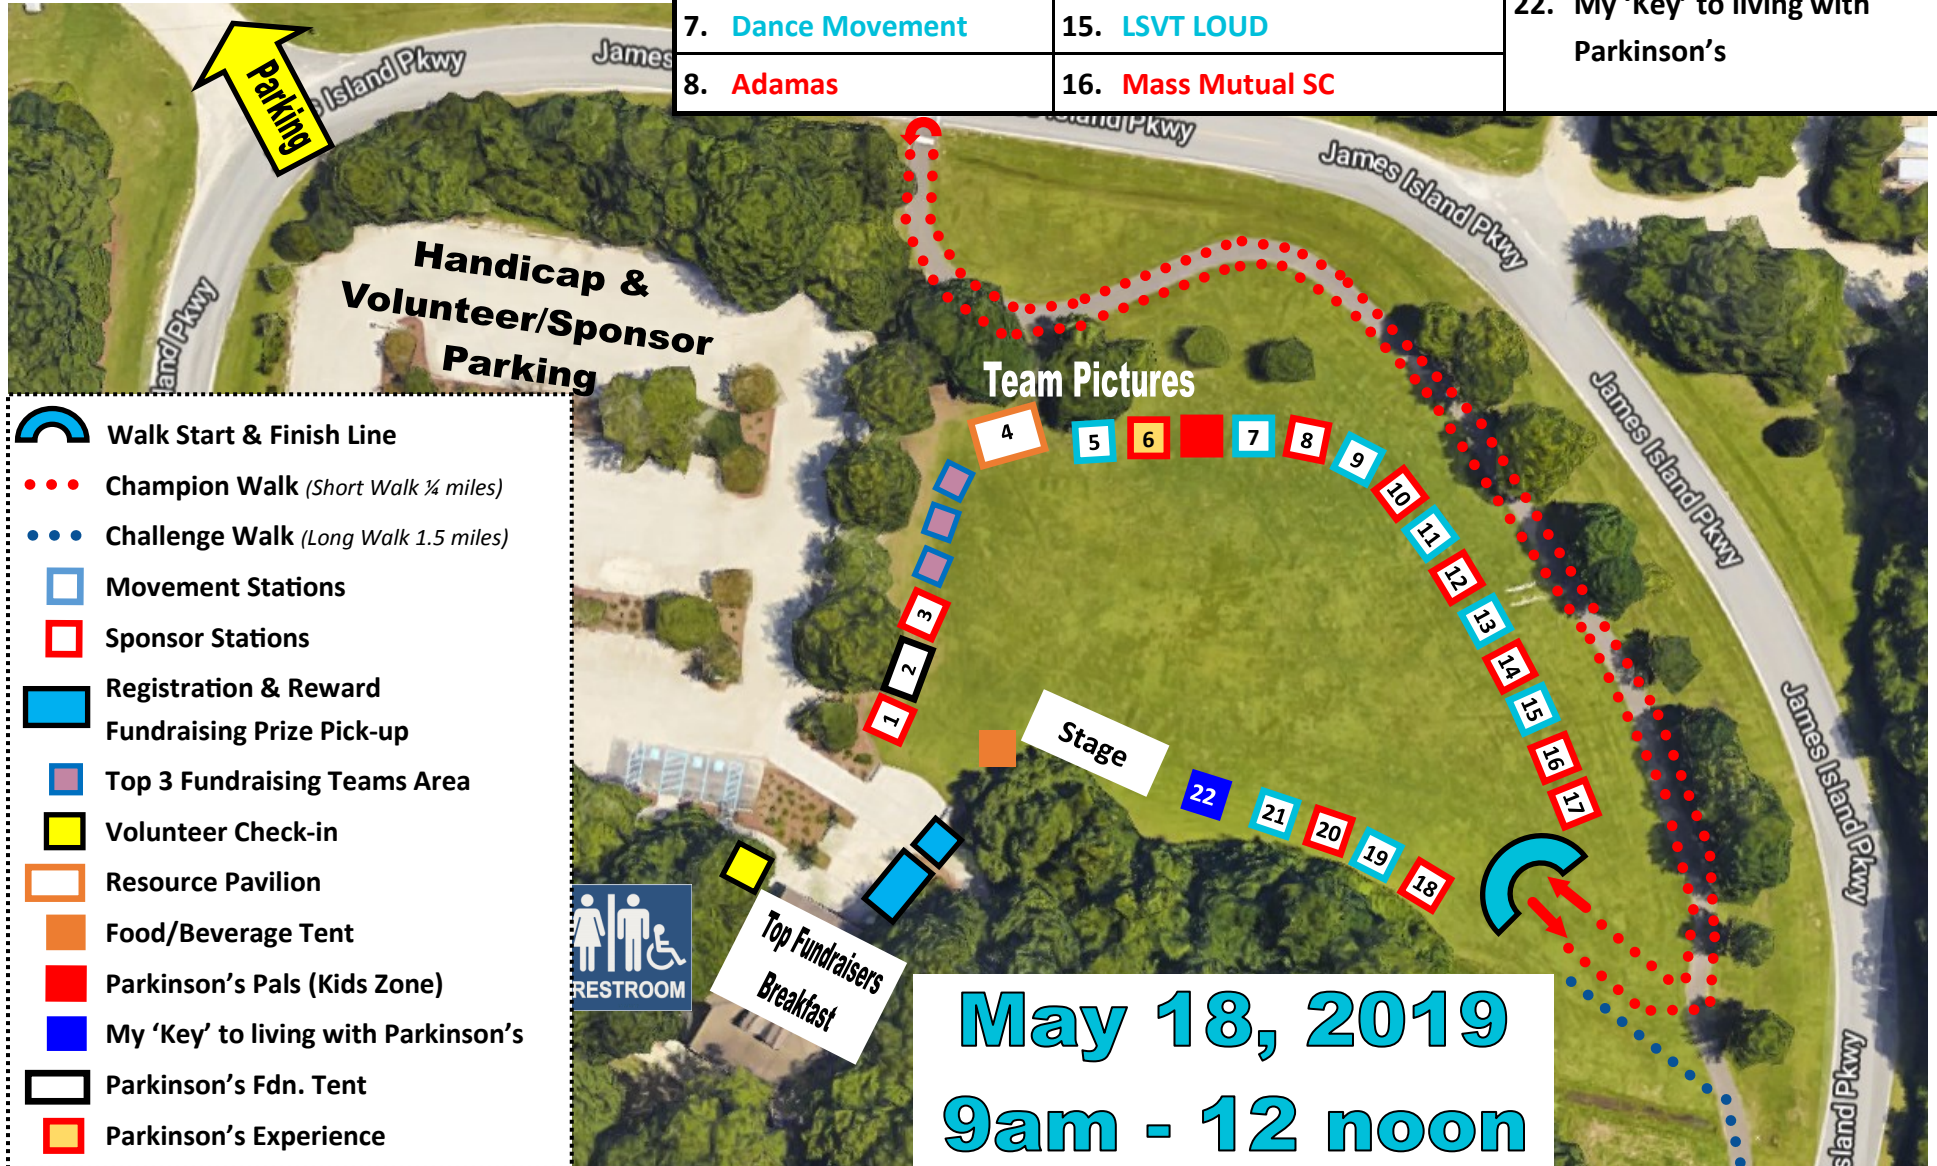 7. Dance Movement
15. LSVT LOUD
22. My ‘Key’ to living with
Parkinson’s
8. Adamas
16. Mass Mutual SC
Parking
James
Island Pkwy
Island Pkwy
James Island Pkwy
land Pkwy
James Island Pkwy
James Island Pkwy
sland Pkwy
Handicap &
Volunteer/Sponsor
Parking
Team Pictures
4
5
6
7
8
9
10
11
12
13
14
15
16
17
3
2
1
Stage
22
21
20
19
18
Walk Start & Finish Line
Champion Walk (Short Walk ¼ miles)
Challenge Walk (Long Walk 1.5 miles)
Movement Stations
Sponsor Stations
Registration & Reward
Fundraising Prize Pick-up
Top 3 Fundraising Teams Area
Volunteer Check-in
Resource Pavilion
Food/Beverage Tent
Parkinson’s Pals (Kids Zone)
My ‘Key’ to living with Parkinson’s
Parkinson’s Fdn. Tent
Parkinson’s Experience
RESTROOM
Top Fundraisers
Breakfast
May 18, 2019
9am - 12 noon